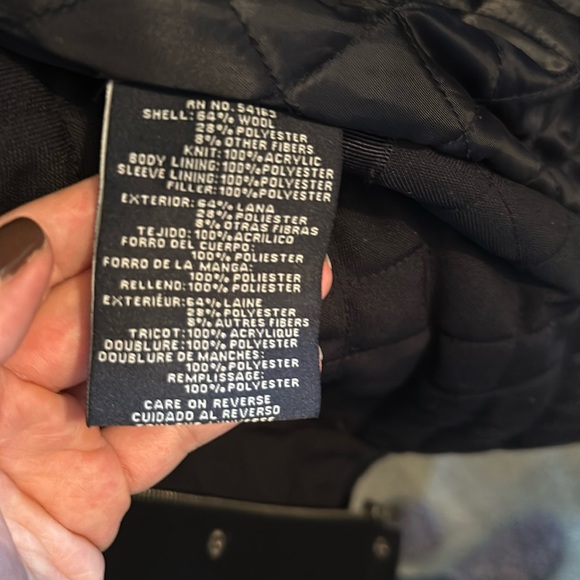 RN NO. 54163
SHELL: 64% WOOL
28% POLYESTER
8% OTHER FIBERS
KNIT: 100% ACRYLIC
BODY LINING: 100% POLYESTER
SLEEVE LINING: 100% POLYESTER
FILLER: 100% POLYESTER
EXTERIOR: 64% LANA
28% POLIESTER
8% OTRAS FIBRAS
TEJIDO: 100% ACRILICO
FORRO DEL CUERPO:
100% POLIESTER
FORRO DE LA MANGA:
100% POLIESTER
RELLENO: 100% POLIESTER
EXTERIÉUR: 64% LAINE
28% POLYESTER
8% AUTRES FIBERS
TRICOT: 100% ACRYLIQUE
DOUBLURE: 100% POLYESTER
DOUBLURE DE MANCHES:
100% POLYESTER
REMPLISSAGE:
100% POLYESTER
CARE ON REVERSE
CUIDADO AL REVERSO